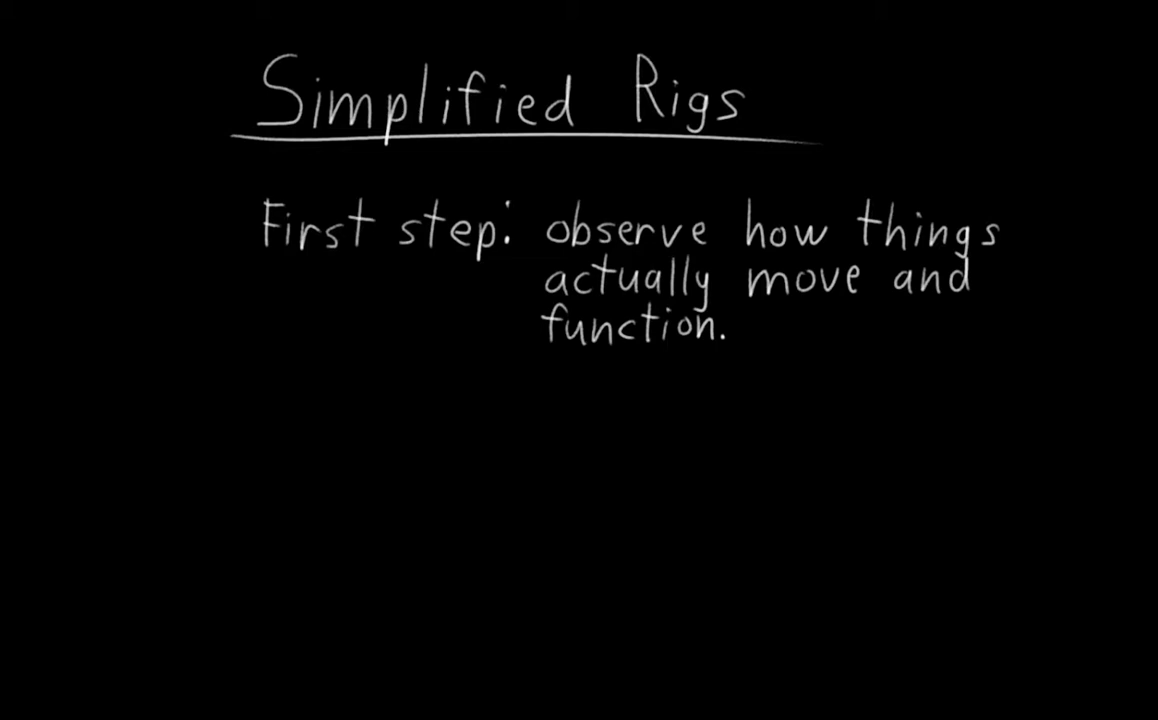 Simplified Rigs
First step: observe how things
actually move and
function.